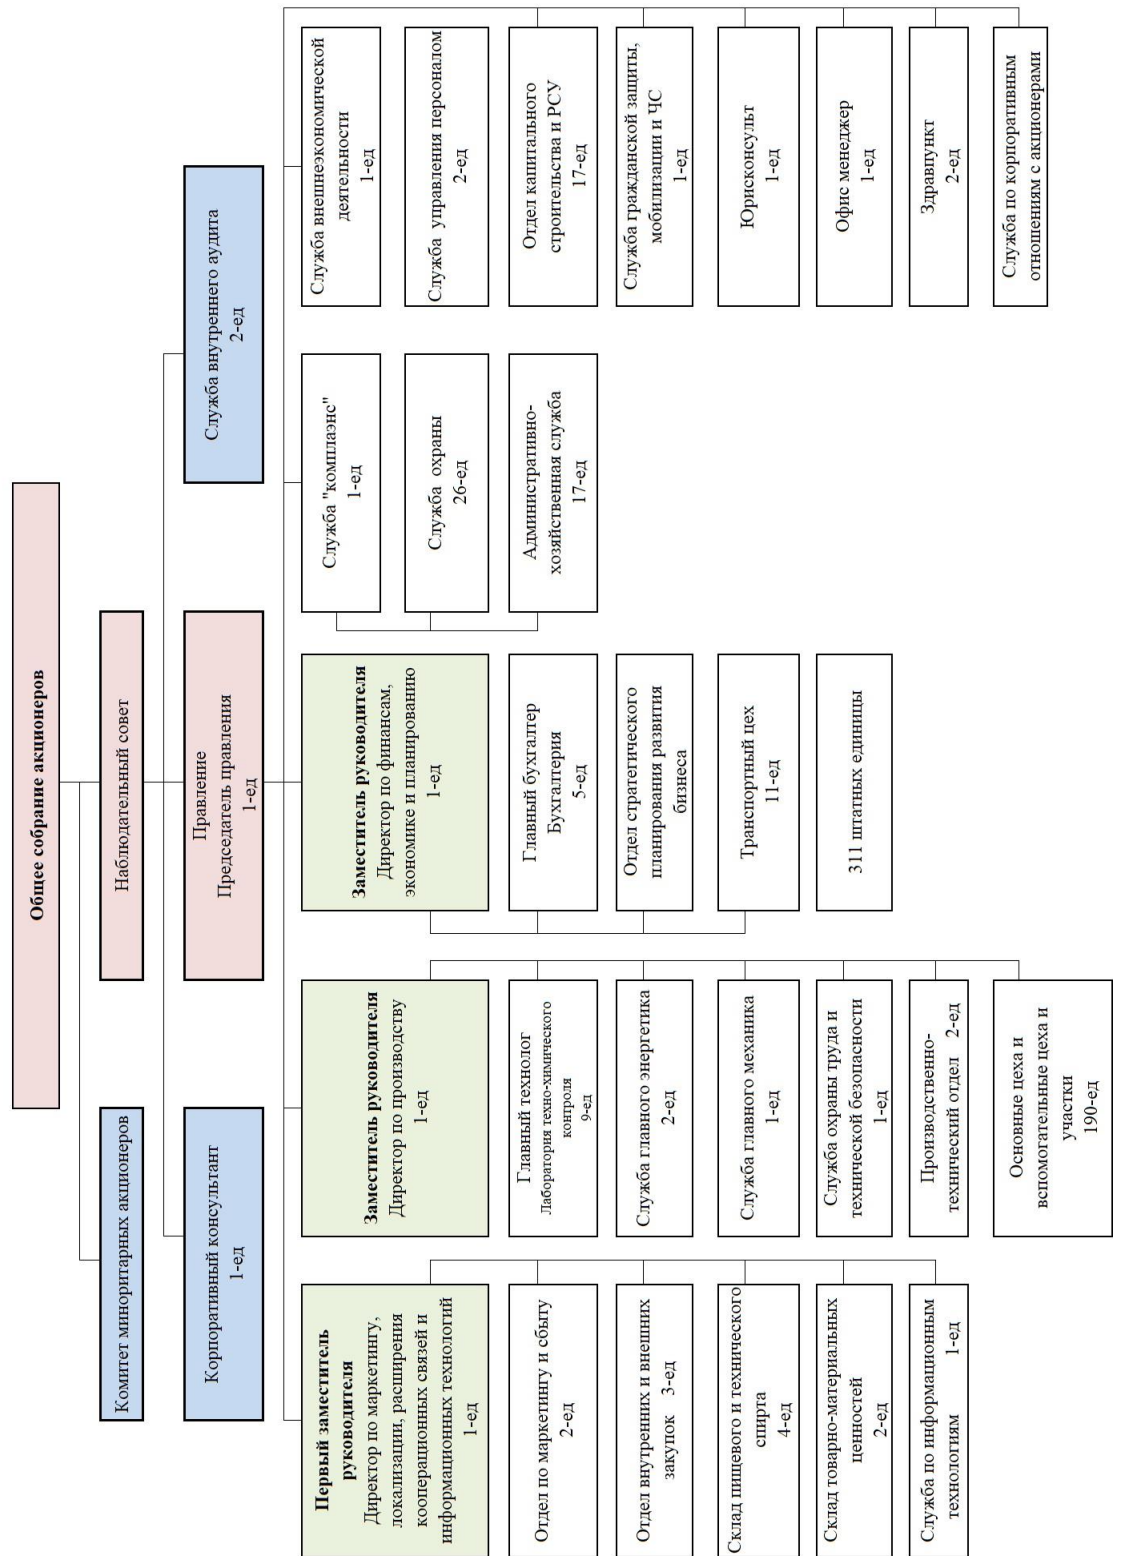 Общее собрание акционеров
Комитет миноритарных акционеров
Наблюдательный совет
Корпоративный консультант
1-ед
Правление
Председатель правления
1-ед
Служба внутреннего аудита
2-ед
Первый заместитель
руководителя
Директор по маркетингу,
локализации, расширения
кооперационных связей и
информационных технологий
1-ед
Отдел по маркетингу и сбыту
2-ед
Отдел внутренних и внешних
закупок 3-ед
Склад пищевого и технического
спирта
4-ед
Склад товарно-материальных
ценностей
2-ед
Служба по информационным
технологиям 1-ед
Заместитель руководителя
Директор по производству
1-ед
Главный технолог
Лаборатория техно-химического
контроля
9-ед
Служба главного энергетика
2-ед
Служба главного механика
1-ед
Служба охраны труда и
технической безопасности
1-ед
Производственно-
технический отдел 2-ед
Основные цеха и
вспомогательные цеха и
участки
190-ед
Заместитель руководителя
Директор по финансам,
экономике и планированию
1-ед
Главный бухгалтер
Бухгалтерия
5-ед
Отдел стратегического
планирования развития
бизнеса
Транспортный цех
11-ед
311 штатных единицы
Служба "комплаэнс"
1-ед
Служба охраны
26-ед
Административно-
хозяйственная служба
17-ед
Служба внешнеэкономической
деятельности
1-ед
Служба управления персоналом
2-ед
Отдел капитального
строительства и РСУ
17-ед
Служба гражданской защиты,
мобилизации и ЧС
1-ед
Юрисконсульт
1-ед
Офис менеджер
1-ед
Здравпункт
2-ед
Служба по корпоративным
отношениям с акционерами